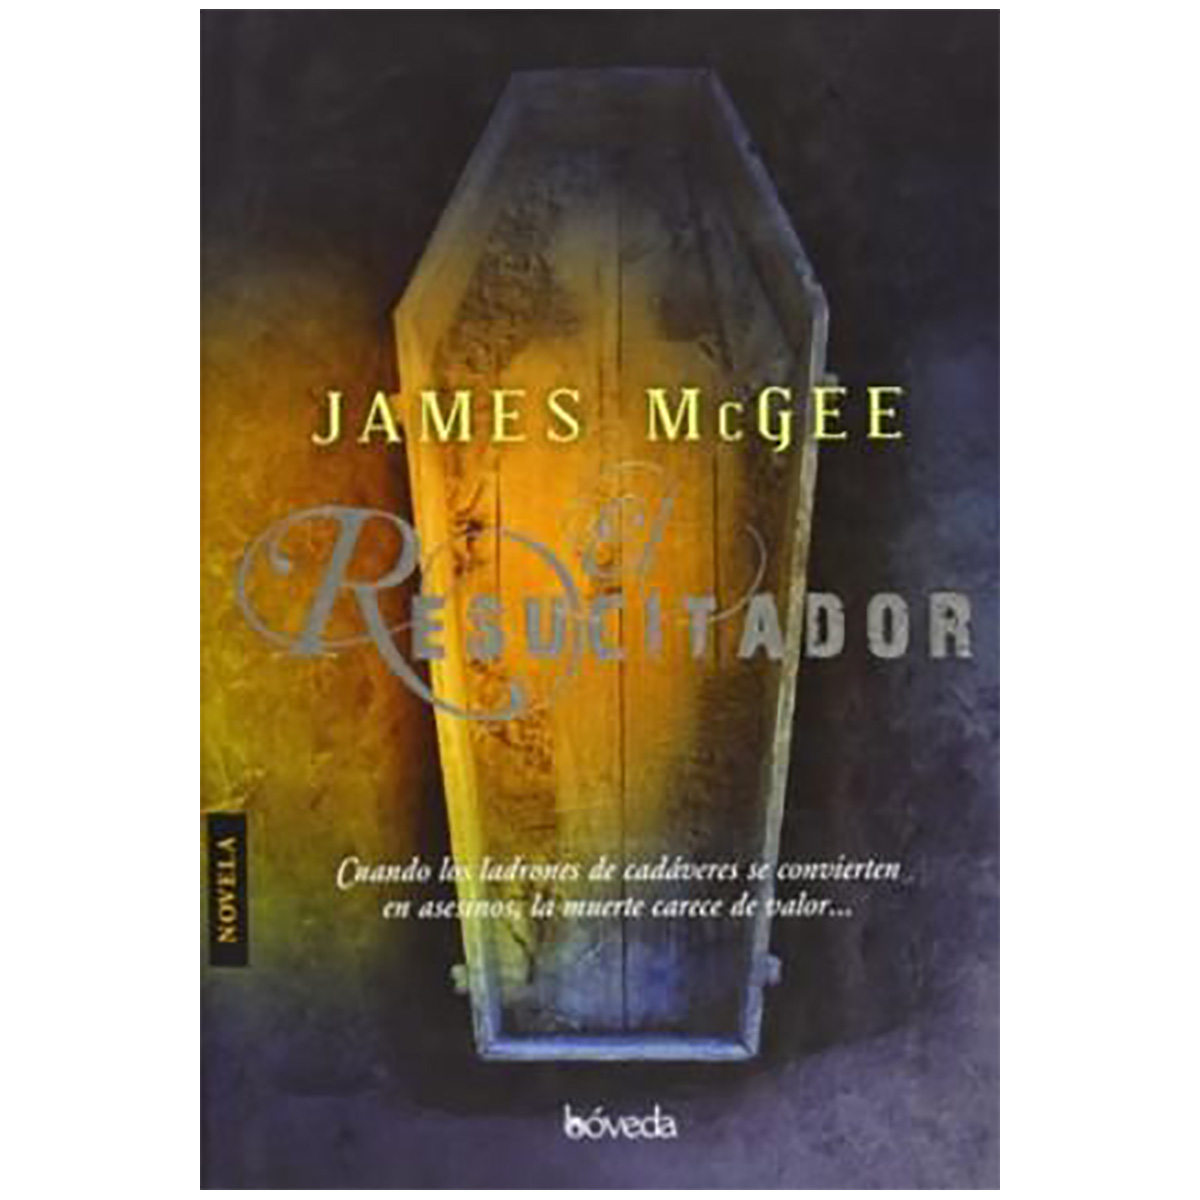 JAMES McGEE
El
RESUCITADOR
Cuando los ladrones de cadáveres se convierten
en asesinos, la muerte carece de valor...
NOVELA
bóveda